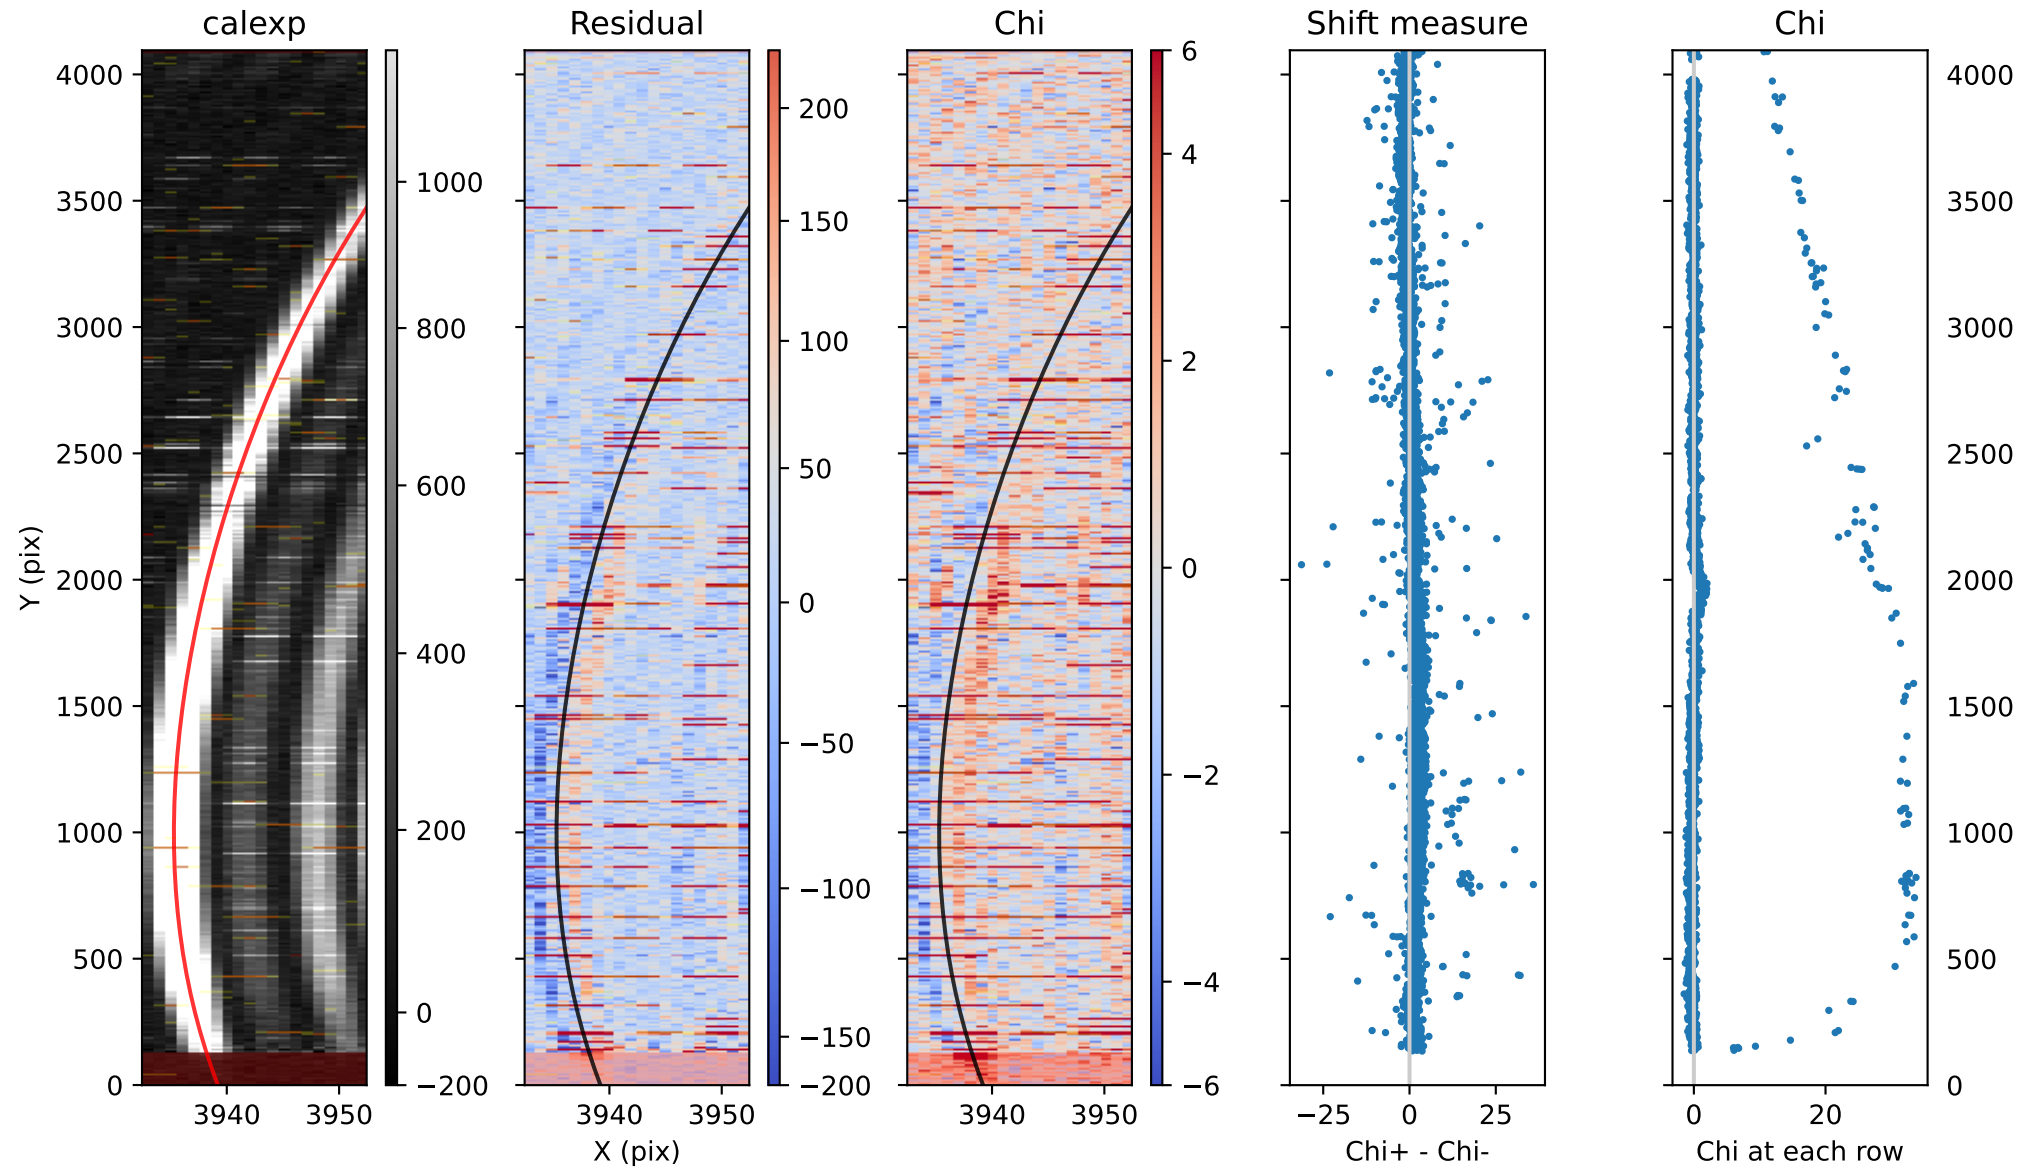 calexp Residual Chi Shift measure Chi
4000 1000 200 6 4000
3500 800 150 4 3500
3000 600 100 2 3000
2500 400 50 0 2500
2000 200 0 −2 2000
1500 0 −50 −4 1500
1000 −200 −100 −6 1000
500 −150 500
0 −200 0
Y (pix)
3940 3950 3940 3950 3940 3950 −25 0 25 0 20
X (pix) Chi+ - Chi- Chi at each row